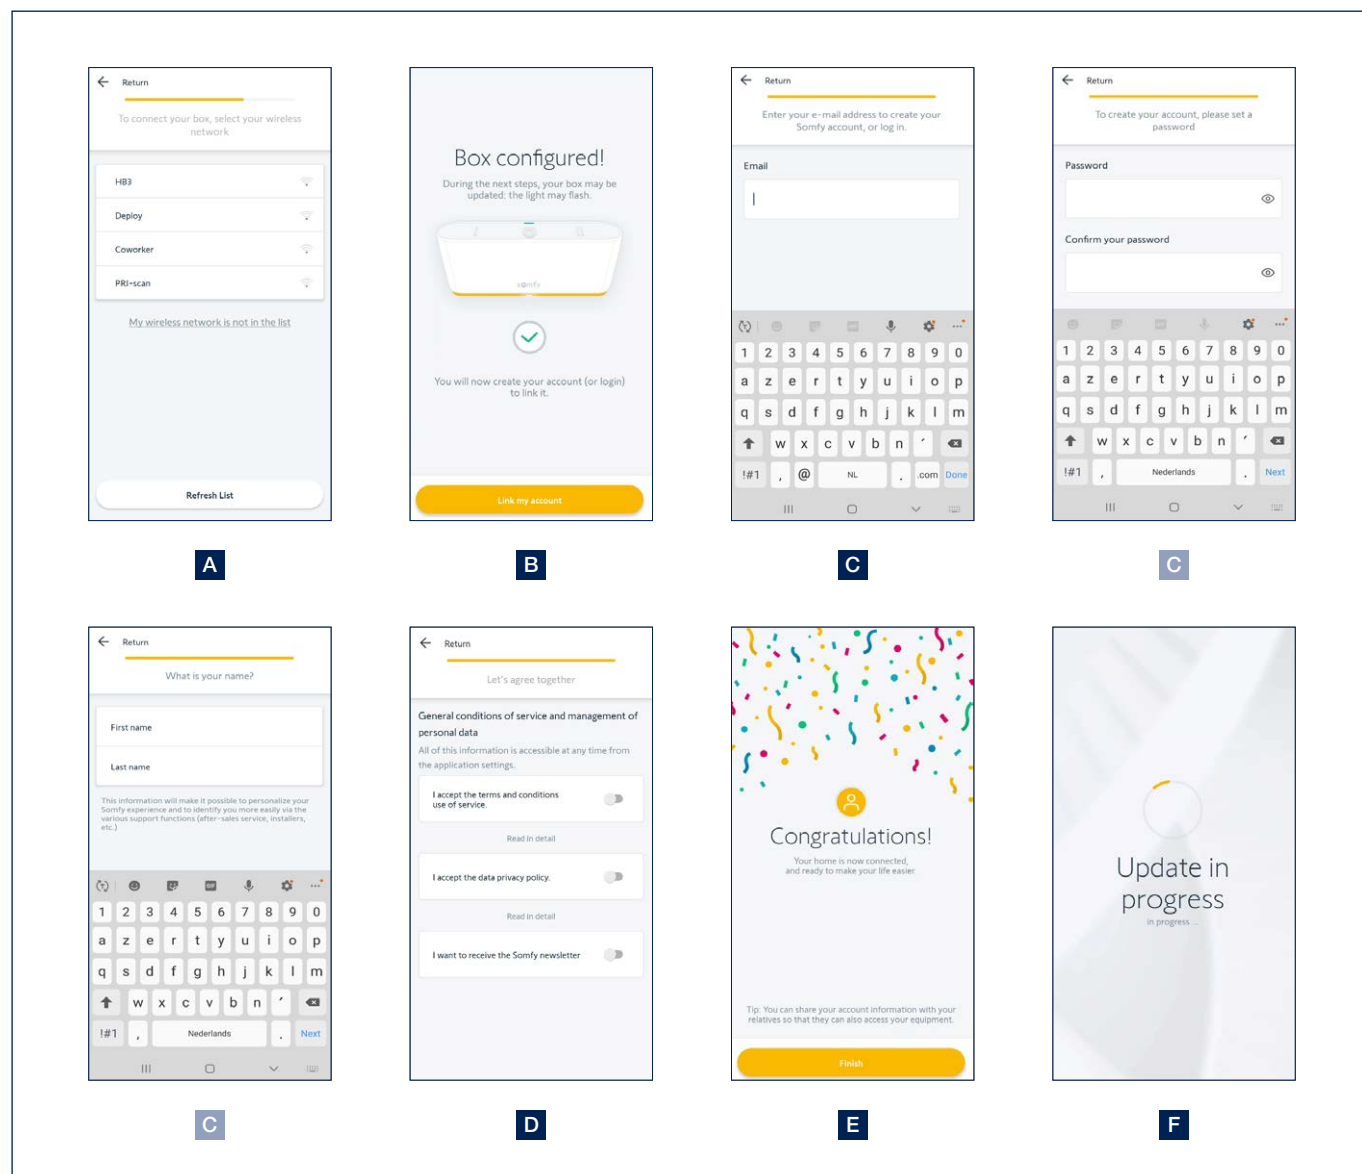 Return
To connect your box, select your wireless
network
HB3
Deploy
Coworker
PRI-scan
My wireless network is not in the list
Refresh List
A
Box configured!
During the next steps, your box may be
updated: the light may flash.
somfy
You will now create your account (or login)
to link it.
Link my account
B
Return
Enter your e-mail address to create your
Somfy account, or log in.
Email
1 2 3 4 5 6 7 8 9 0
a z e r t y u i o p
q s d f g h j k l m
w x c v b n ´
!#1 , @ NL . .com Done
C
Return
To create your account, please set a
password
Password
Confirm your password
1 2 3 4 5 6 7 8 9 0
a z e r t y u i o p
q s d f g h j k l m
w x c v b n ´
!#1 , Nederlands . Next
C
Return
What is your name?
First name
Last name
This information will make it possible to personalize your
Somfy experience and to identify you more easily via the
various support functions (after-sales service, installers,
etc.)
1 2 3 4 5 6 7 8 9 0
a z e r t y u i o p
q s d f g h j k l m
w x c v b n ´
!#1 , Nederlands . Next
C
Return
Let's agree together
General conditions of service and management of
personal data
All of this information is accessible at any time from
the application settings.
I accept the terms and conditions
use of service.
Read in detail
I accept the data privacy policy.
Read in detail
I want to receive the Somfy newsletter
D
Congratulations!
Your home is now connected,
and ready to make your life easier.
Tip: You can share your account information with your
relatives so that they can also access your equipment.
Finish
E
Update in
progress
in progress ...
F